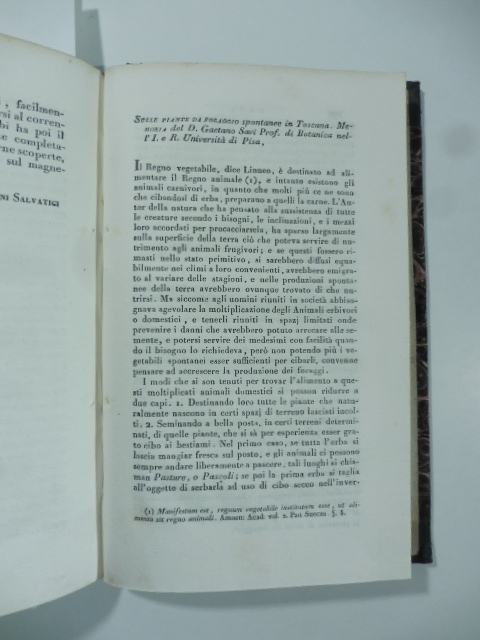 , facilmen-
rsi al corren-
bi ha poi il
e completa-
rne scoperte,
sul magne-
NI SALVATICI
SULLE PIANTE DA FORAGGIO spontanee in Toscana. ME-
MORIA del D. Gaetano Savi Prof. di Botanica nel-
l'I. e R. Università di Pisa,
IL Regno vegetabile, dice Linneo, è destinato ad ali-
mentare il Regno animale (1), e intanto esistono gli
animali carnivori, in quanto che molti più ce ne sono
che cibandosi d'erba, preparano a quelli la carne. L'Au-
tor della natura che ha pensato alla sussistenza di tutte
le creature secondo i bisogni, le inclinazioni, e i mezzi
loro accordati per procacciarsela, ha sparso largamente
sulla superficie della terra ciò che poteva servire di nu-
trimento agli animali frugivori; e se questi fossero ri-
masti nello stato primitivo, si sarebbero diffusi equa-
bilmente nei climi a loro convenienti, avrebbero emigra-
to al variare delle stagioni, e nelle produzioni sponta-
nee della terra avrebbero ovunque trovato di che nu-
trirsi. Ma siccome agli uomini riuniti in società abbiso-
gnava agevolare la moltiplicazione degli Animali erbivori
o domestici, e tenerli riuniti in spazj limitati onde
prevenire i danni che avrebbero potuto arrecare alle se-
mente, e potersi servire dei medesimi con facilità quan-
do il bisogno lo richiedeva, però non potendo più i ve-
getabili spontanei esser sufficienti per cibarli, convenne
pensare ad accrescere la produzione dei foraggi.
I modi che si son tenuti per trovar l'alimento a que-
sti moltiplicati animali domestici si posson ridurre a
due capi. 1. Destinando loro tutte le piante che natu-
ralmente nascono in certi spazj di terreno lasciati incol-
ti. 2. Seminando a bella posta, in certi terreni determi-
nati, di quelle piante, che si sà per esperienza esser gra-
to cibo ai bestiami. Nel primo caso, se tutta l'erba si
lascia mangiar fresca sul posto, e gli animali ci possono
sempre andare liberamente a pascere, tali luoghi si chia-
man Pasture, o Pascoli; se poi la prima erba si taglia
all'oggetto di serbarla ad uso di cibo secco nell'inver-
(1) Manifestum est, regnum vegetabile institutum esse, ut ali-
menta sit regno animali. Amoen: Acad. vol. 2. Pan Suecus §. 1.